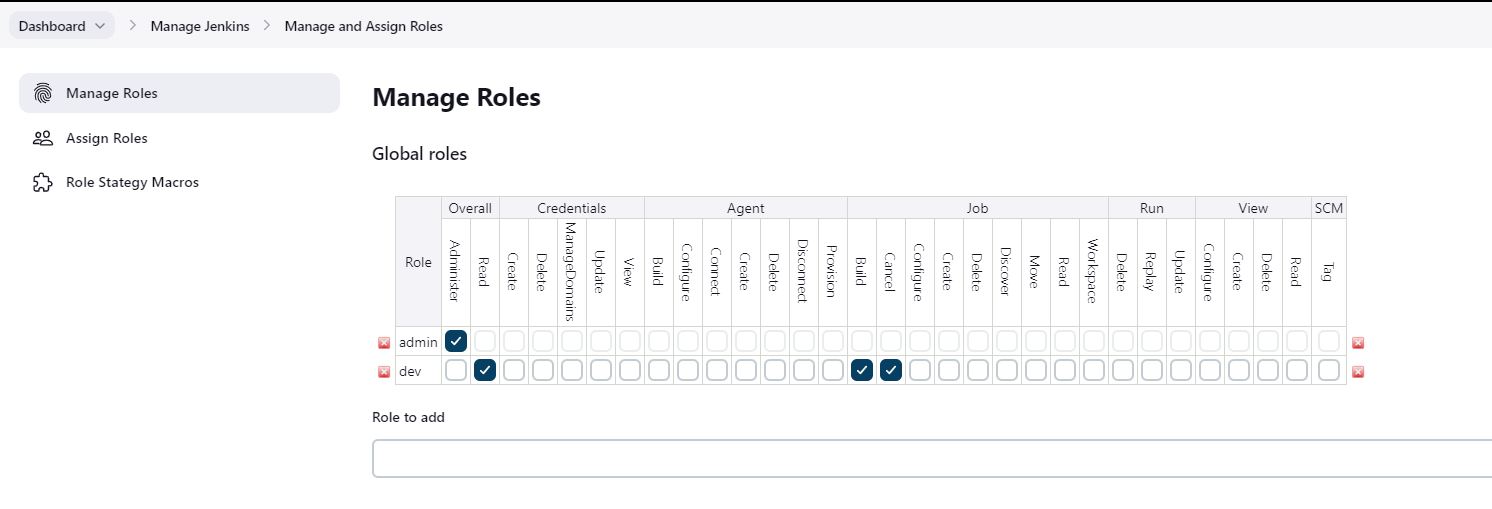 Dashboard > Manage Jenkins > Manage and Assign Roles
Manage Roles
Assign Roles
Role Stategy Macros
Manage Roles
Global roles
Role Overall Credentials Agent Job Run View SCM
Administer Read Create Delete ManageDomains Update View Build Configure Connect Create Delete Disconnect Provision Build Cancel Configure Create Delete Discover Move Read Workspace Delete Replay Update Configure Create Delete Read Tag
admin
dev
Role to add